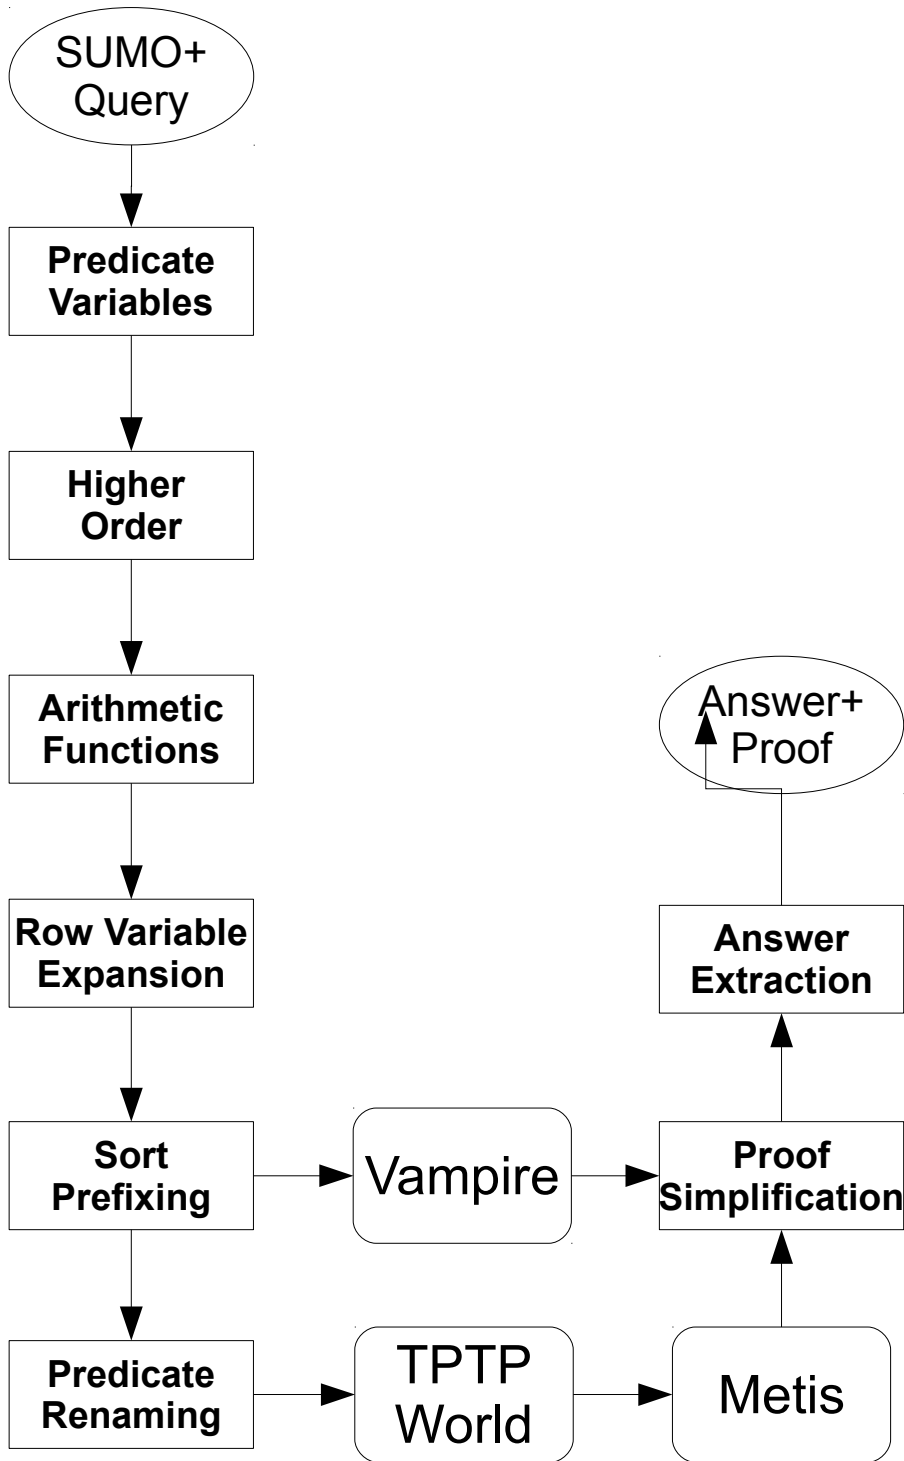 SUMO+
Query
Predicate
Variables
Higher
Order
Arithmetic
Functions
Row Variable
Expansion
Sort
Prefixing
Predicate
Renaming
Vampire
TPTP
World
Metis
Proof
Simplification
Answer
Extraction
Answer+
Proof